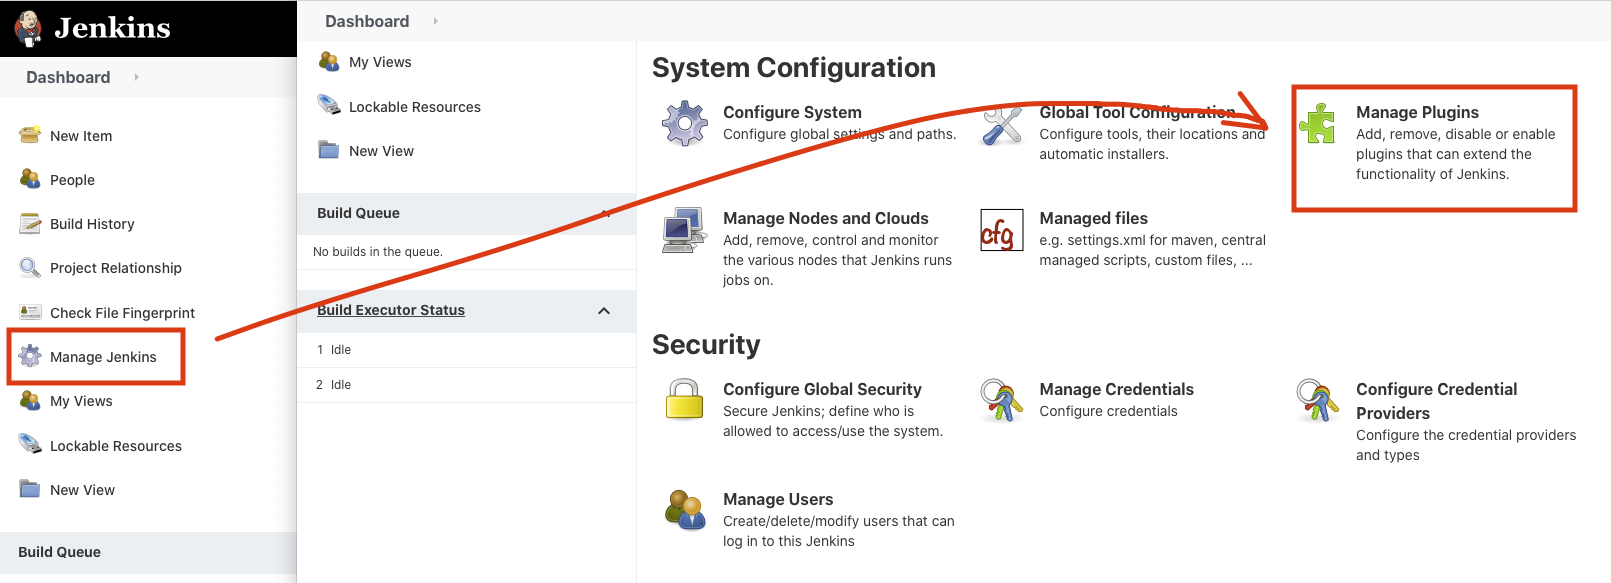 Jenkins
Dashboard
New Item
People
Build History
Project Relationship
Check File Fingerprint
Manage Jenkins
My Views
Lockable Resources
New View
Build Queue
Dashboard
My Views
Lockable Resources
New View
Build Queue
No builds in the queue.
Build Executor Status
1 Idle
2 Idle
System Configuration
Configure System
Configure global settings and paths.
Global Tool Configuration
Configure tools, their locations and
automatic installers.
Manage Plugins
Add, remove, disable or enable
plugins that can extend the
functionality of Jenkins.
Manage Nodes and Clouds
Add, remove, control and monitor
the various nodes that Jenkins runs
jobs on.
cfg
Managed files
e.g. settings.xml for maven, central
managed scripts, custom files, ...
Security
Configure Global Security
Secure Jenkins; define who is
allowed to access/use the system.
Manage Credentials
Configure credentials
Configure Credential
Providers
Configure the credential providers
and types
Manage Users
Create/delete/modify users that can
log in to this Jenkins